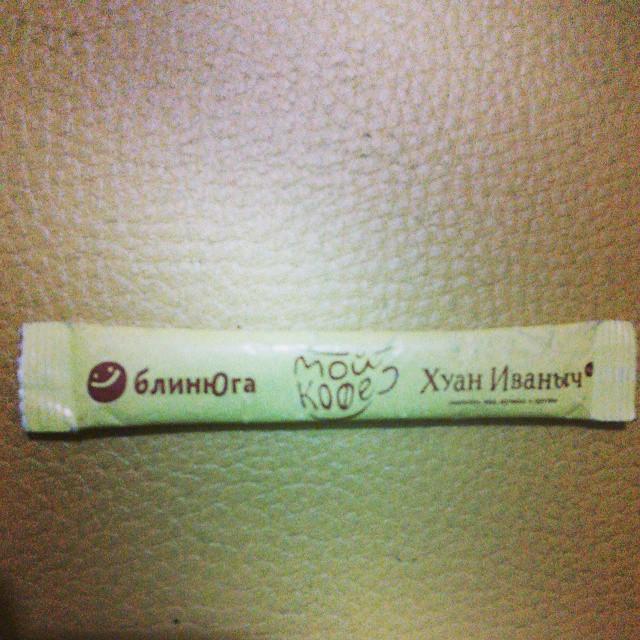 блинЮга
мой
кофе
Хуан Иваныч